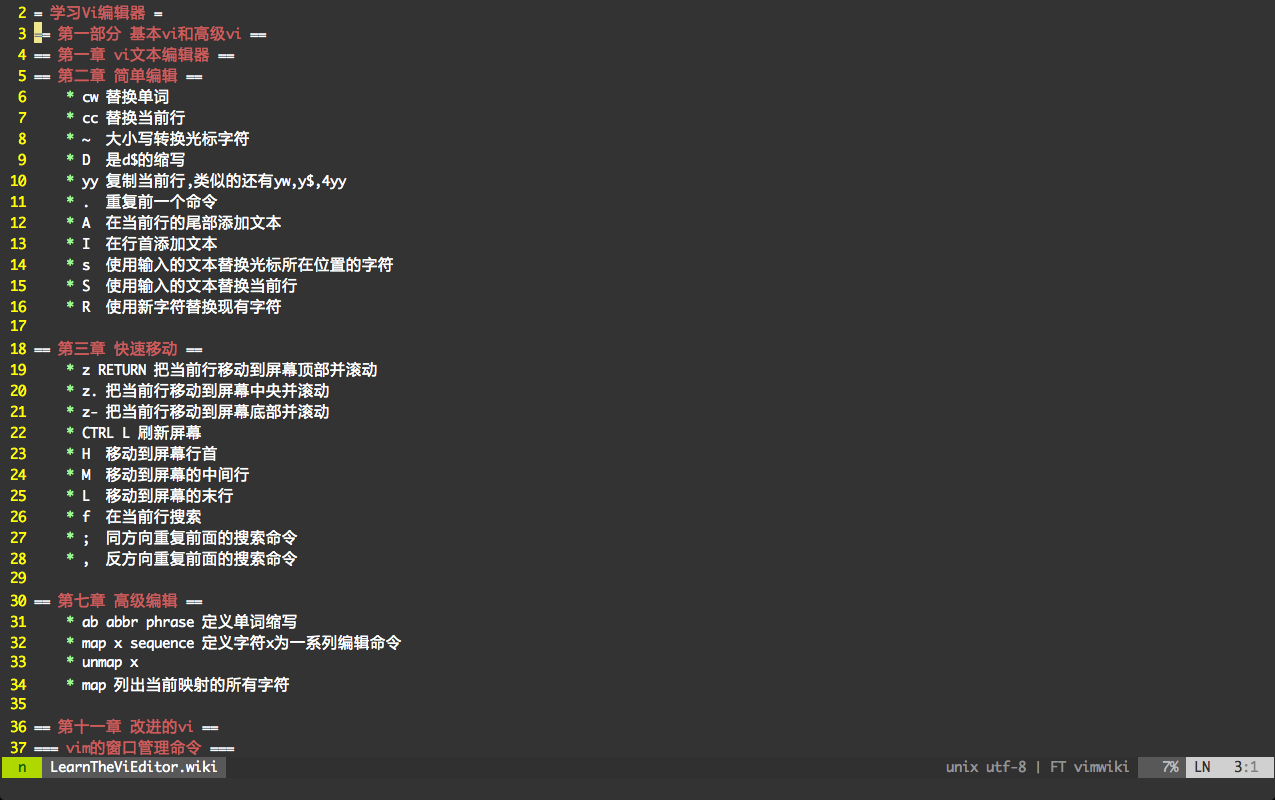 2 = 学习Vi编辑器 =
3 == 第一部分 基本vi和高级vi ==
4 == 第一章 vi文本编辑器 ==
5 == 第二章 简单编辑 ==
6 * cw 替换单词
7 * cc 替换当前行
8 * ~ 大小写转换光标字符
9 * D 是d$的缩写
10 * yy 复制当前行,类似的还有yw,y$,4yy
11 * . 重复前一个命令
12 * A 在当前行的尾部添加文本
13 * I 在行首添加文本
14 * s 使用输入的文本替换光标所在位置的字符
15 * S 使用输入的文本替换当前行
16 * R 使用新字符替换现有字符
17
18 == 第三章 快速移动 ==
19 * z RETURN 把当前行移动到屏幕顶部并滚动
20 * z. 把当前行移动到屏幕中央并滚动
21 * z- 把当前行移动到屏幕底部并滚动
22 * CTRL L 刷新屏幕
23 * H 移动到屏幕行首
24 * M 移动到屏幕的中间行
25 * L 移动到屏幕的末行
26 * f 在当前行搜索
27 * ; 同方向重复前面的搜索命令
28 * , 反方向重复前面的搜索命令
29
30 == 第七章 高级编辑 ==
31 * ab abbr phrase 定义单词缩写
32 * map x sequence 定义字符x为一系列编辑命令
33 * unmap x
34 * map 列出当前映射的所有字符
35
36 == 第十一章 改进的vi ==
37 === vim的窗口管理命令 ===
n LearnTheViEditor.vwiki unix utf-8 | FT vimwiki 7% LN 3:1